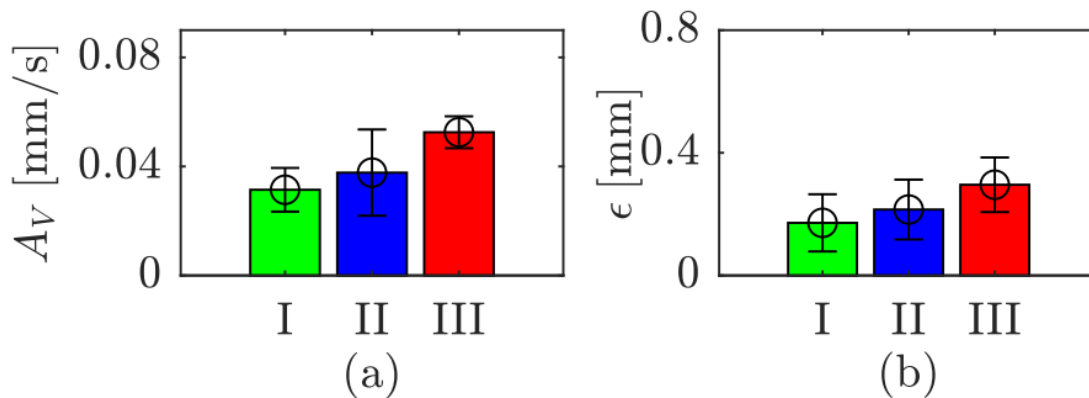 A_V [mm/s]
0.08
0.04
0
I II III
(a)
ϵ [mm]
0.8
0.4
0
I II III
(b)